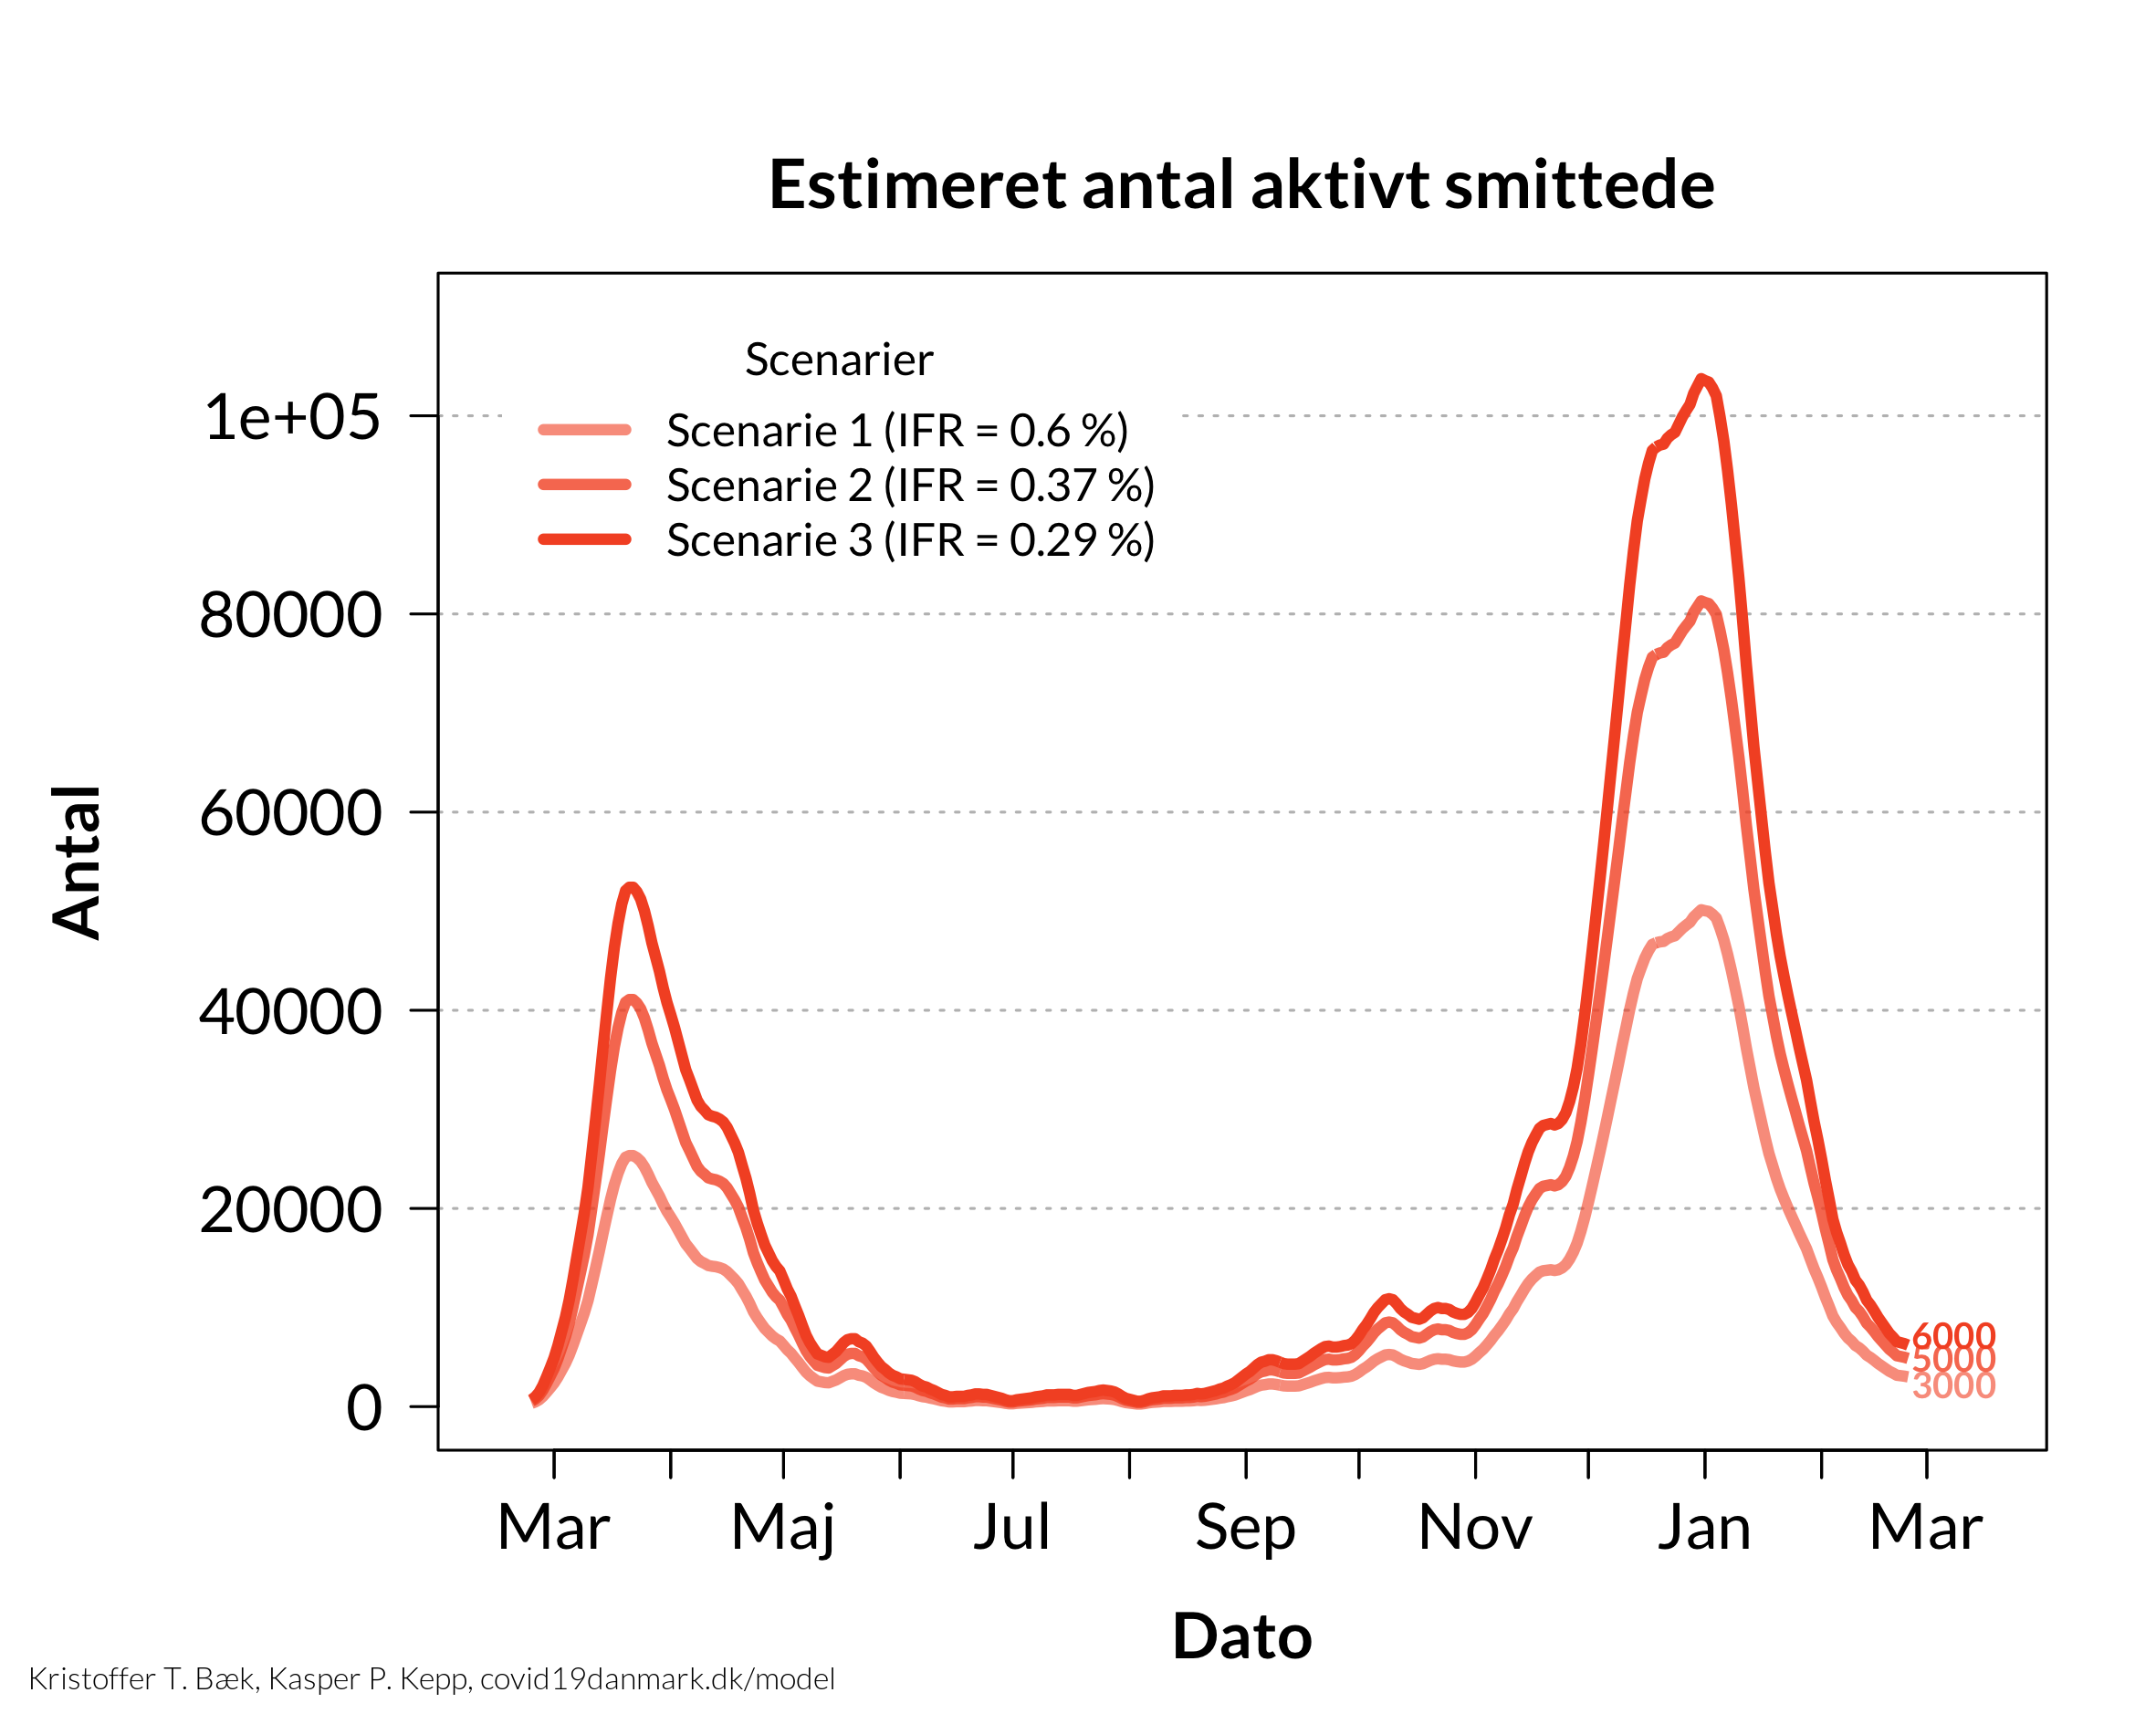 Estimeret antal aktivt smittede
Scenarier
Scenarie 1 (IFR = 0.6 %)
Scenarie 2 (IFR = 0.37 %)
Scenarie 3 (IFR = 0.29 %)
1e+05
80000
60000
40000
20000
0
Antal
6000
5000
3000
Mar Maj Jul Sep Nov Jan Mar
Dato
Kristoffer T. Bæk, Kasper P. Kepp, covid19danmark.dk/model